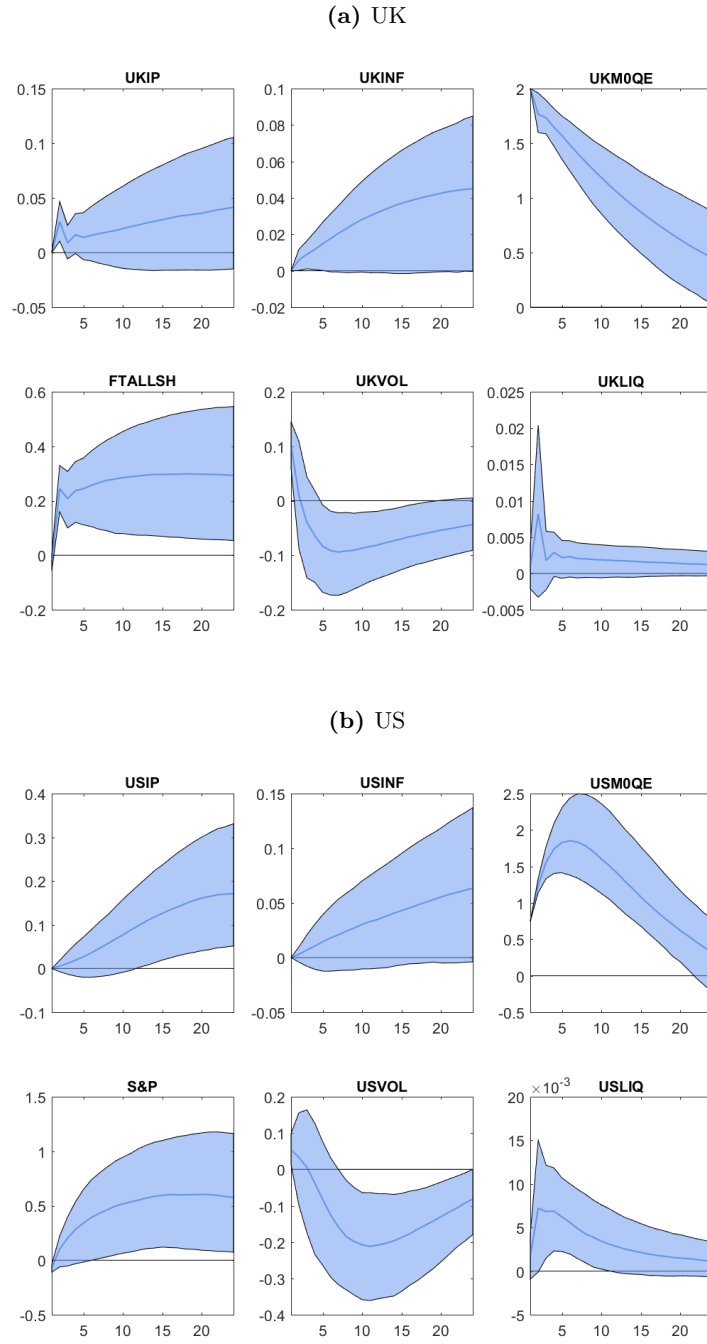 (a) UK
UKIP
UKINF
UKM0QE
0.15
0.1
0.05
0
-0.05
5 10 15 20
0.1
0.08
0.06
0.04
0.02
0
-0.02
5 10 15 20
2
1.5
1
0.5
0
5 10 15 20
FTALLSH
UKVOL
UKLIQ
0.6
0.4
0.2
0
-0.2
5 10 15 20
0.2
0.1
0
-0.1
-0.2
5 10 15 20
0.025
0.02
0.015
0.01
0.005
0
-0.005
5 10 15 20
(b) US
USIP
USINF
USM0QE
0.4
0.3
0.2
0.1
0
-0.1
5 10 15 20
0.15
0.1
0.05
0
-0.05
5 10 15 20
2.5
2
1.5
1
0.5
0
-0.5
5 10 15 20
S&P
USVOL
USLIQ
1.5
1
0.5
0
-0.5
5 10 15 20
0.2
0.1
0
-0.1
-0.2
-0.3
-0.4
5 10 15 20
×10⁻³
20
15
10
5
0
-5
5 10 15 20